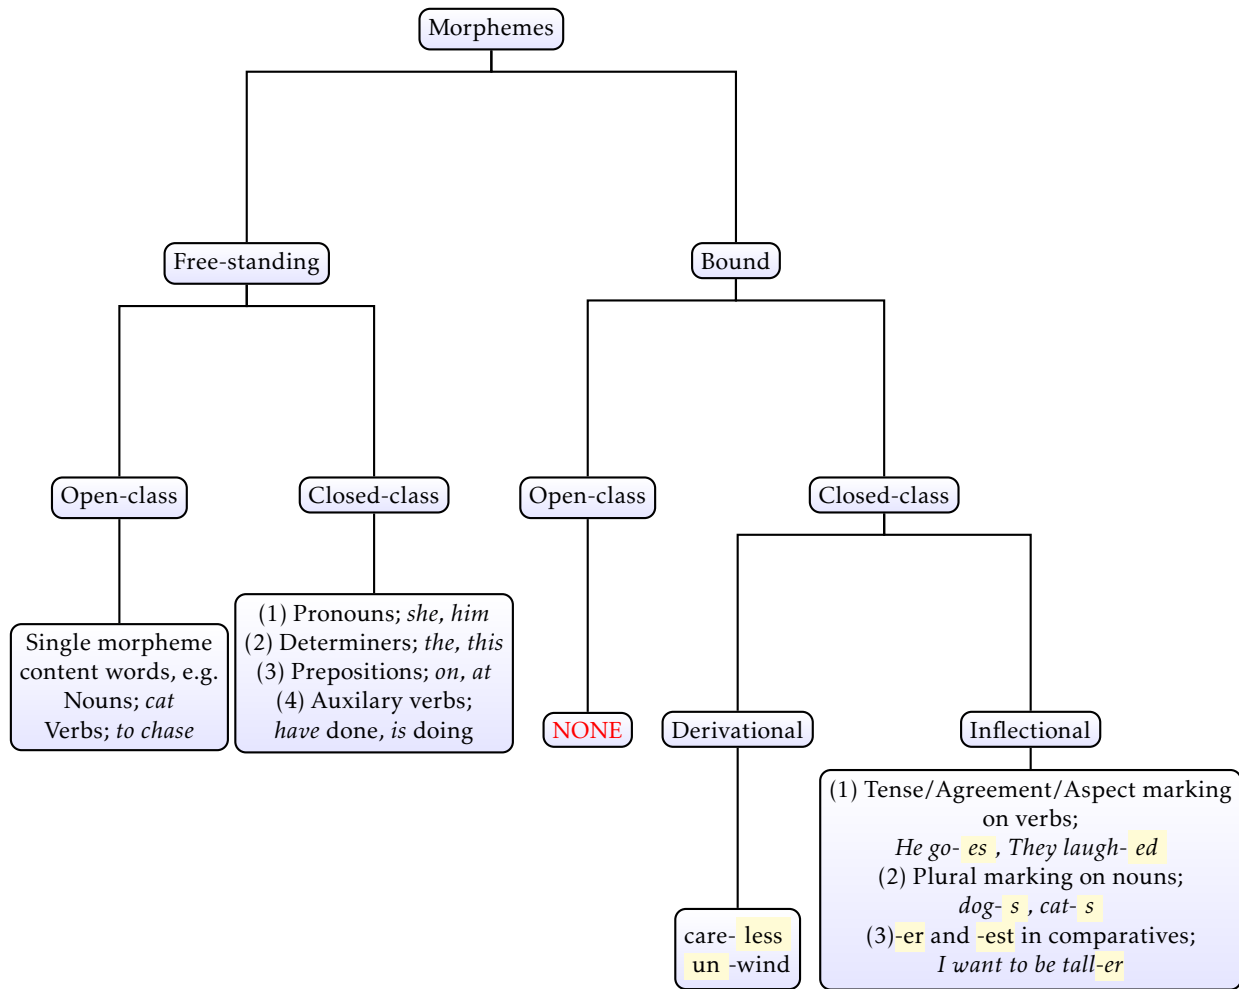 Morphemes
Free-standing
Bound
Open-class
Closed-class
Open-class
Closed-class
Single morpheme
content words, e.g.
Nouns; cat
Verbs; to chase
(1) Pronouns; she, him
(2) Determiners; the, this
(3) Prepositions; on, at
(4) Auxilary verbs;
have done, is doing
NONE
Derivational
Inflectional
care- less
un -wind
(1) Tense/Agreement/Aspect marking
on verbs;
He go- es , They laugh- ed
(2) Plural marking on nouns;
dog- s , cat- s
(3)-er and -est in comparatives;
I want to be tall-er